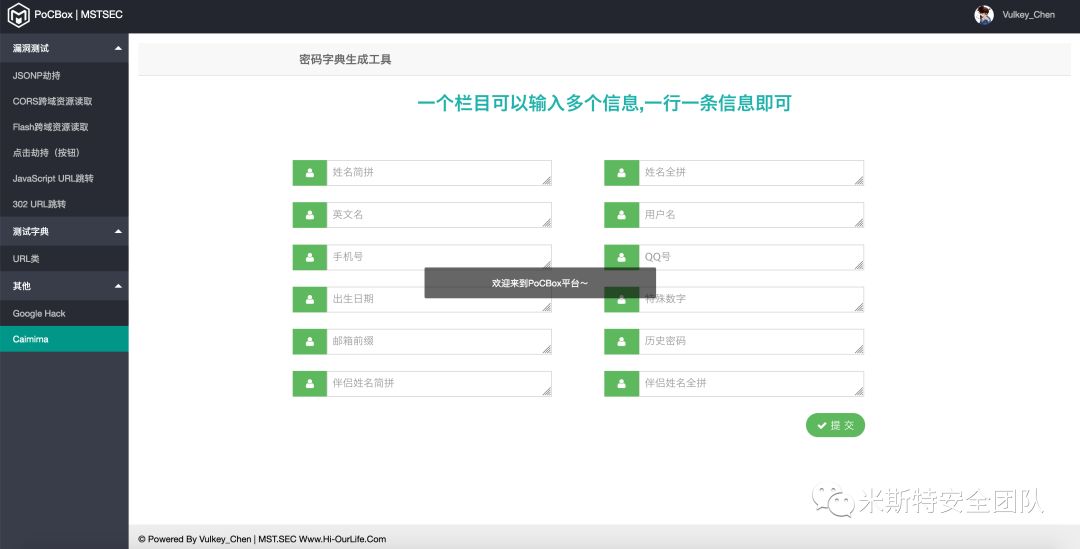 PoCBox | MSTSEC
Vulkey_Chen
漏洞测试
JSONP劫持
CORS跨域资源读取
Flash跨域资源读取
点击劫持（按钮）
JavaScript URL跳转
302 URL跳转
测试字典
URL类
其他
Google Hack
Caimima
密码字典生成工具
一个栏目可以输入多个信息,一行一条信息即可
姓名简拼
姓名全拼
英文名
用户名
手机号
QQ号
欢迎来到PoCBox平台～
出生日期
特殊数字
邮箱前缀
历史密码
伴侣姓名简拼
伴侣姓名全拼
提 交
米斯特安全团队
© Powered By Vulkey_Chen | MST.SEC Www.Hi-OurLife.Com